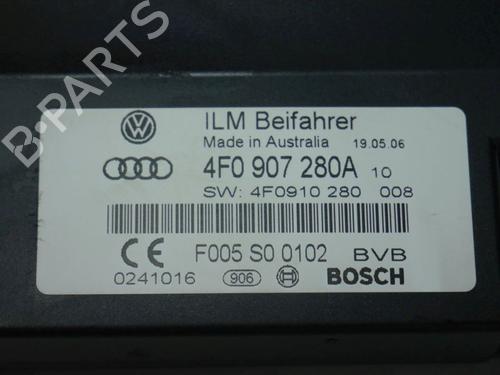 B-PARTS
ILM Beifahrer
Made in Australia 19.05.06
4F0 907 280A 10
SW: 4F0910 280 008
F005 S0 0102 BVB
0241016 906 BOSCH